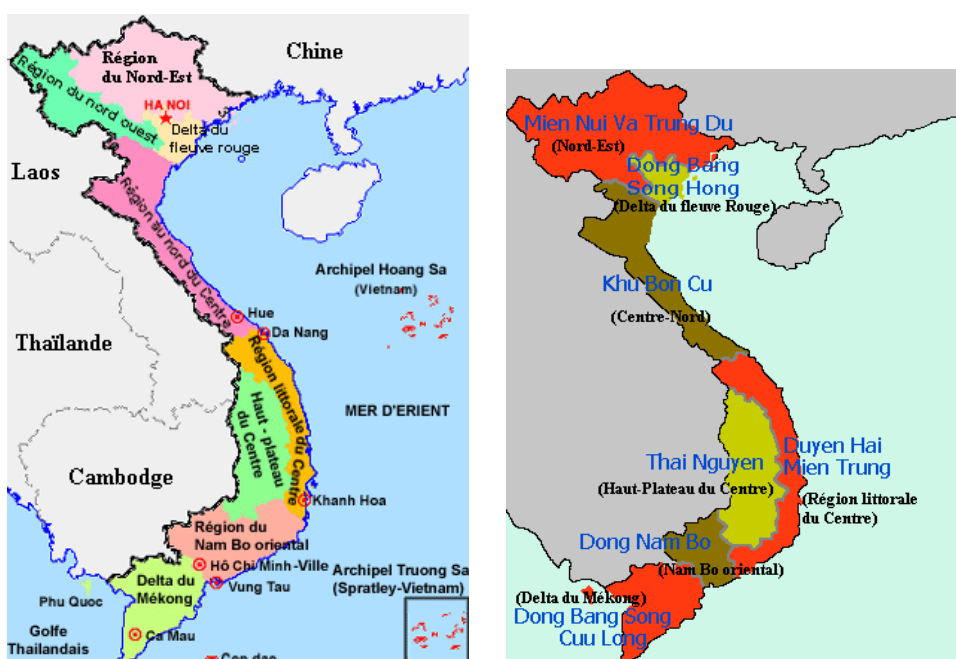 Région
du Nord-Est
Chine
Région du nord ouest
HA NOI
Delta du
fleuve rouge
Laos
Région au nord du Centre
Archipel Hoang Sa
(Vietnam)
Hue
Da Nang
Thaïlande
Région littorale du Centre
MER D'ERIENT
Haut - plateau
du Centre
Cambodge
Khanh Hoa
Région du
Nam Bo oriental
Hô Chi Minh-Ville
Archipel Truong Sa
(Spratley-Vietnam)
Delta du
Mékong
Vung Tau
Phu Quoc
Golfe
Thailandais
Ca Mau
Con dao
Mien Nui Va Trung Du
(Nord-Est)
Dong Bang
Song Hong
(Delta du fleuve Rouge)
Khu Bon Cu
(Centre-Nord)
Duyen Hai
Mien Trung
(Région littorale
du Centre)
Thai Nguyen
(Haut-Plateau du Centre)
Dong Nam Bo
(Nam Bo oriental)
(Delta du Mékong)
Dong Bang Song
Cuu Long